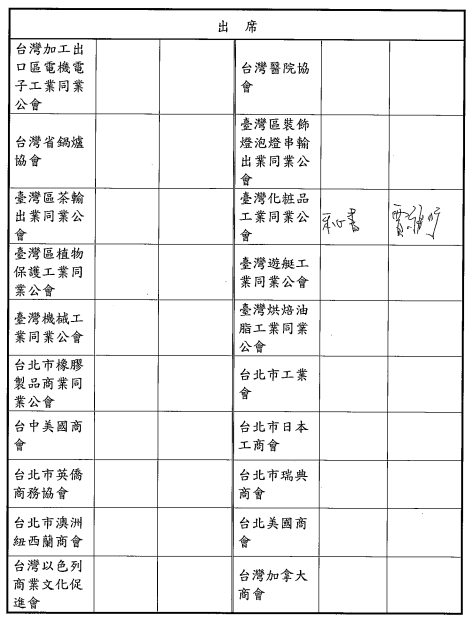 出席
台灣加工出
口區電機電
子工業同業
公會
台灣醫院協
會
台灣省鍋爐
協會
臺灣區裝飾
燈泡燈串輸
出業同業公
會
臺灣區茶輸
出業同業公
會
臺灣化粧品
工業同業公
會
臺灣區植物
保護工業同
業公會
臺灣遊艇工
業同業公會
臺灣機械工
業同業公會
臺灣烘焙油
脂工業同業
公會
台北市橡膠
製品商業同
業公會
台北市工業
會
台中美國商
會
台北市日本
工商會
台北市英僑
商務協會
台北市瑞典
商會
台北市澳洲
紐西蘭商會
台北美國商
會
台灣以色列
商業文化促
進會
台灣加拿大
商會